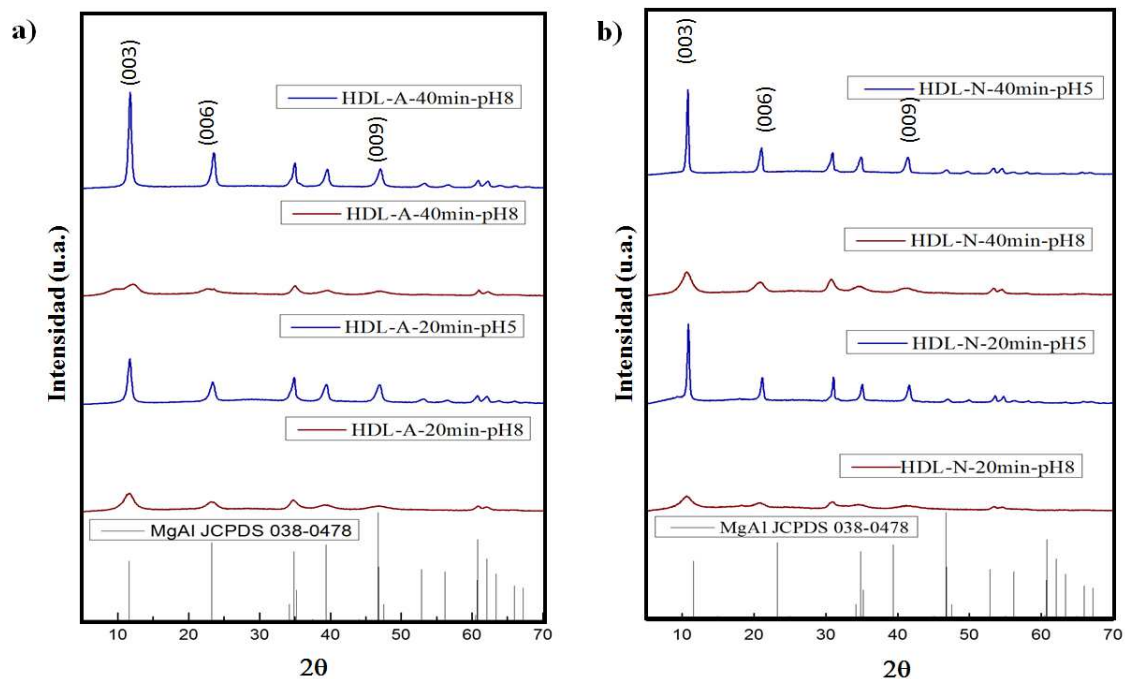 a)
(003)
HDL-A-40min-pH8
(006)
(009)
HDL-A-40min-pH8
HDL-A-20min-pH5
HDL-A-20min-pH8
MgAl JCPDS 038-0478
Intensidad (u.a.)
10 20 30 40 50 60 70
2θ
b)
(003)
HDL-N-40min-pH5
(006)
(009)
HDL-N-40min-pH8
HDL-N-20min-pH5
HDL-N-20min-pH8
MgAl JCPDS 038-0478
Intensidad (u.a.)
10 20 30 40 50 60 70
2θ